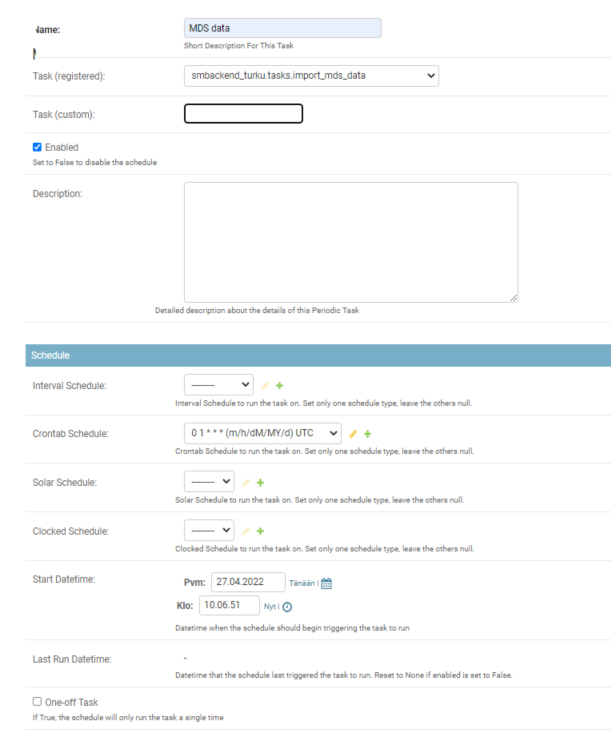 Name: MDS data
Short Description For This Task
Task (registered): smbackend_turku.tasks.import_mds_data
Task (custom):
Enabled
Set to False to disable the schedule
Description:
Detailed description about the details of this Periodic Task
Schedule
Interval Schedule: ---------
Interval Schedule to run the task on. Set only one schedule type, leave the others null.
Crontab Schedule: 0 1 * * * (m/h/dM/MY/d) UTC
Crontab Schedule to run the task on. Set only one schedule type, leave the others null.
Solar Schedule: ---------
Solar Schedule to run the task on. Set only one schedule type, leave the others null.
Clocked Schedule: ---------
Clocked Schedule to run the task on. Set only one schedule type, leave the others null.
Start Datetime: Pvm: 27.04.2022 Tänään |
Klo: 10.06.51 Nyt |
Datetime when the schedule should begin triggering the task to run
Last Run Datetime: -
Datetime that the schedule last triggered the task to run. Reset to None if enabled is set to False.
One-off Task
If True, the schedule will only run the task a single time